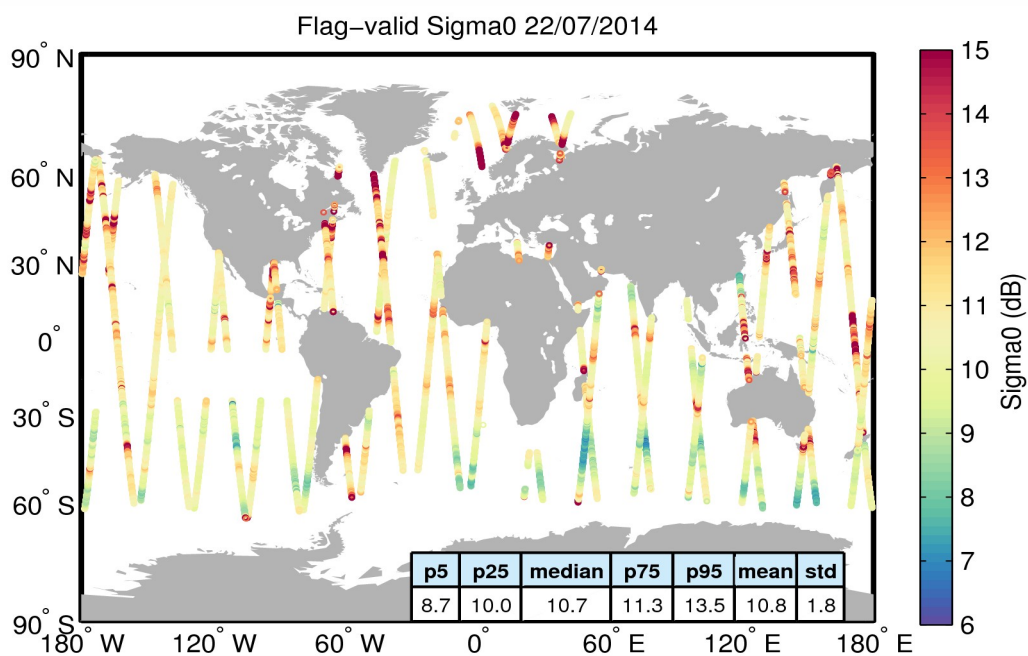 Flag−valid Sigma0 22/07/2014
90° N
60° N
30° N
0°
30° S
60° S
90° S
180° W 120° W 60° W 0° 60° E 120° E 180° E
p5 p25 median p75 p95 mean std
8.7 10.0 10.7 11.3 13.5 10.8 1.8
15
14
13
12
11
10
9
8
7
6
Sigma0 (dB)